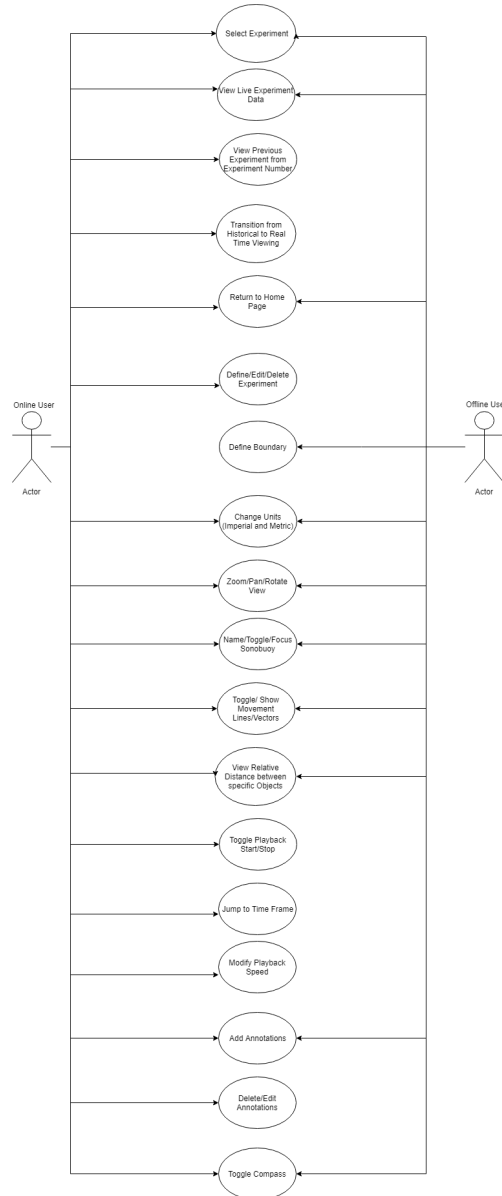 Select Experiment
View Live Experiment
Data
View Previous
Experiment from
Experiment Number
Transition from
Historical to Real
Time Viewing
Return to Home
Page
Define/Edit/Delete
Experiment
Online User
Actor
Define Boundary
Offline Use
Actor
Change Units
(Imperial and Metric)
Zoom/Pan/Rotate
View
Name/Toggle/Focus
Sonobuoy
Toggle/ Show
Movement
Lines/Vectors
View Relative
Distance between
specific Objects
Toggle Playback
Start/Stop
Jump to Time Frame
Modify Playback
Speed
Add Annotations
Delete/Edit
Annotations
Toggle Compass